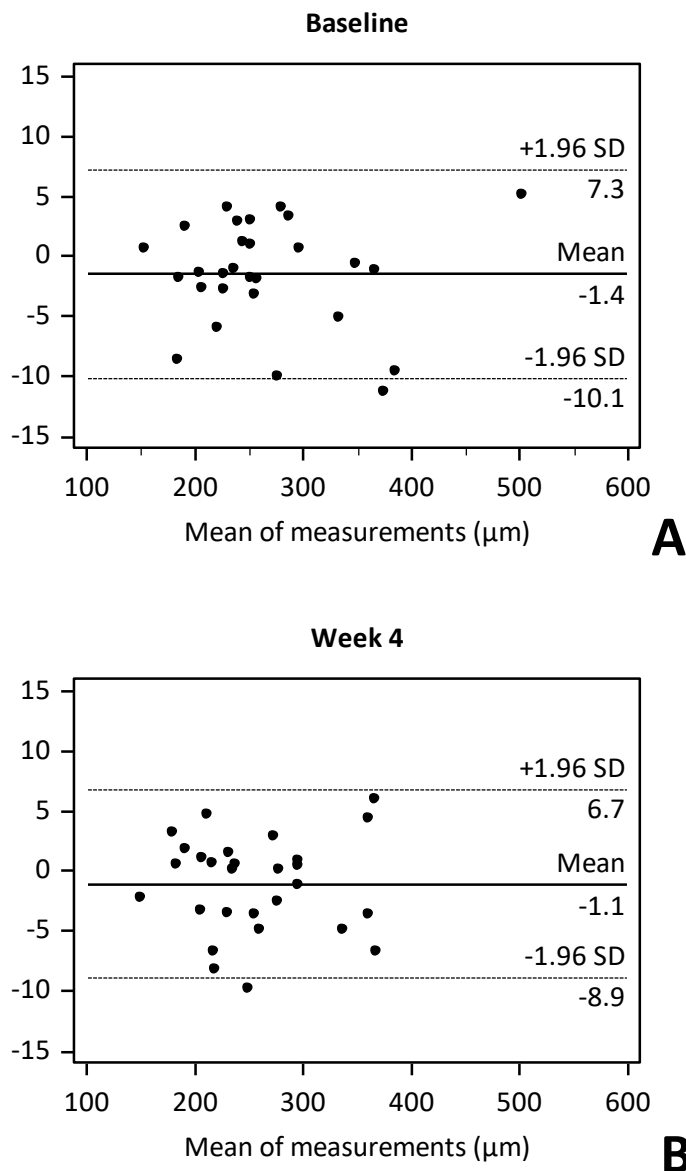 Baseline
15
10
5
0
-5
-10
-15
+1.96 SD
7.3
Mean
-1.4
-1.96 SD
-10.1
100 200 300 400 500 600
Mean of measurements (µm)
A
Week 4
15
10
5
0
-5
-10
-15
+1.96 SD
6.7
Mean
-1.1
-1.96 SD
-8.9
100 200 300 400 500 600
Mean of measurements (µm)
B